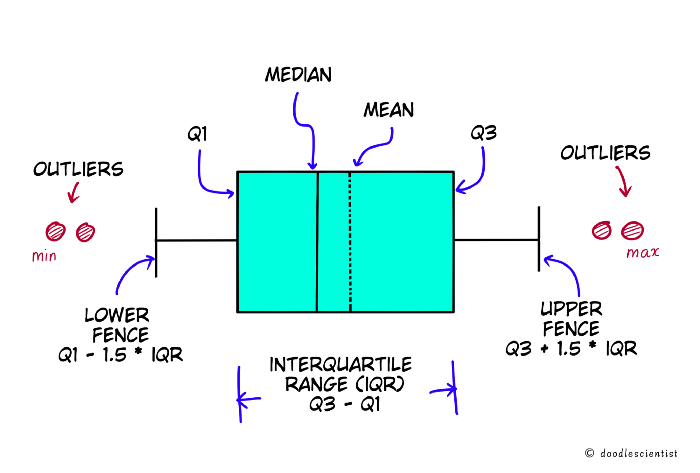 MEDIAN
MEAN
Q1
Q3
OUTLIERS
OUTLIERS
min
max
LOWER
FENCE
Q1 - 1.5 * IQR
UPPER
FENCE
Q3 + 1.5 * IQR
INTERQUARTILE
RANGE (IQR)
Q3 - Q1
© doodlescientist